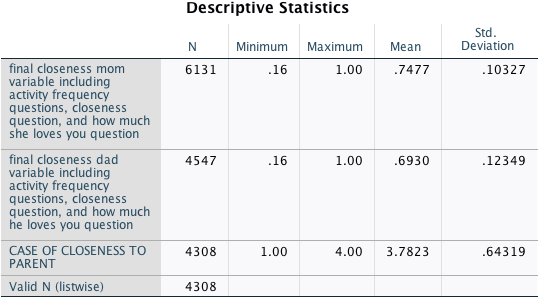 Descriptive Statistics
N Minimum Maximum Mean Std. Deviation
final closeness mom
variable including
activity frequency
questions, closeness
question, and how much
she loves you question
6131 .16 1.00 .7477 .10327
final closeness dad
variable including
activity frequency
questions, closeness
question, and how much
he loves you question
4547 .16 1.00 .6930 .12349
CASE OF CLOSENESS TO
PARENT
4308 1.00 4.00 3.7823 .64319
Valid N (listwise) 4308